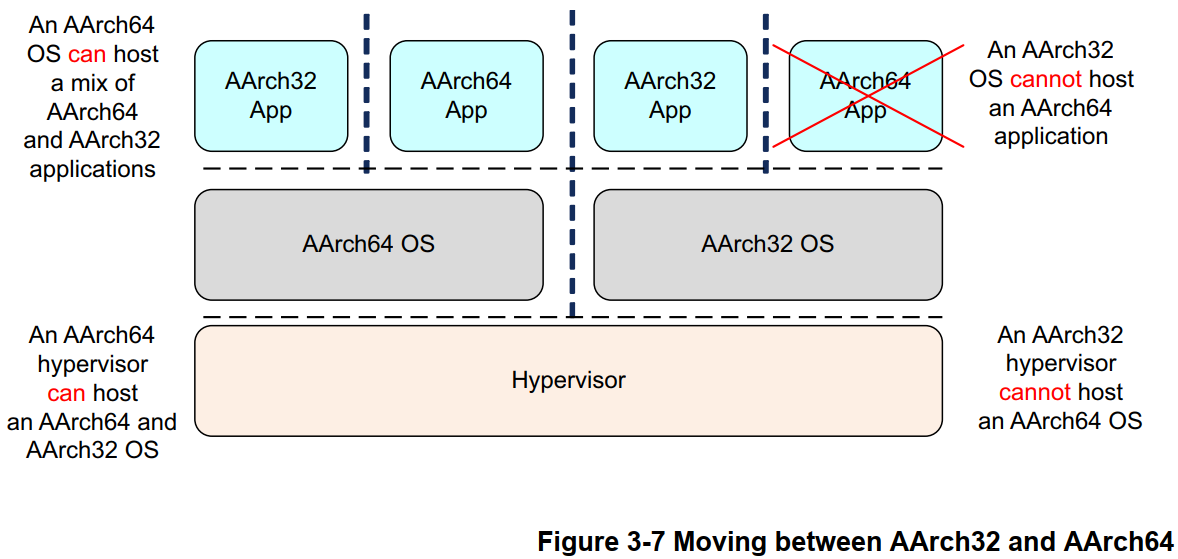 An AArch64
OS can host
a mix of
AArch64
and AArch32
applications
AArch32
App
AArch64
App
AArch32
App
AArch64
App
An AArch32
OS cannot host
an AArch64
application
AArch64 OS
AArch32 OS
An AArch64
hypervisor
can host
an AArch64 and
AArch32 OS
Hypervisor
An AArch32
hypervisor
cannot host
an AArch64 OS
Figure 3-7 Moving between AArch32 and AArch64